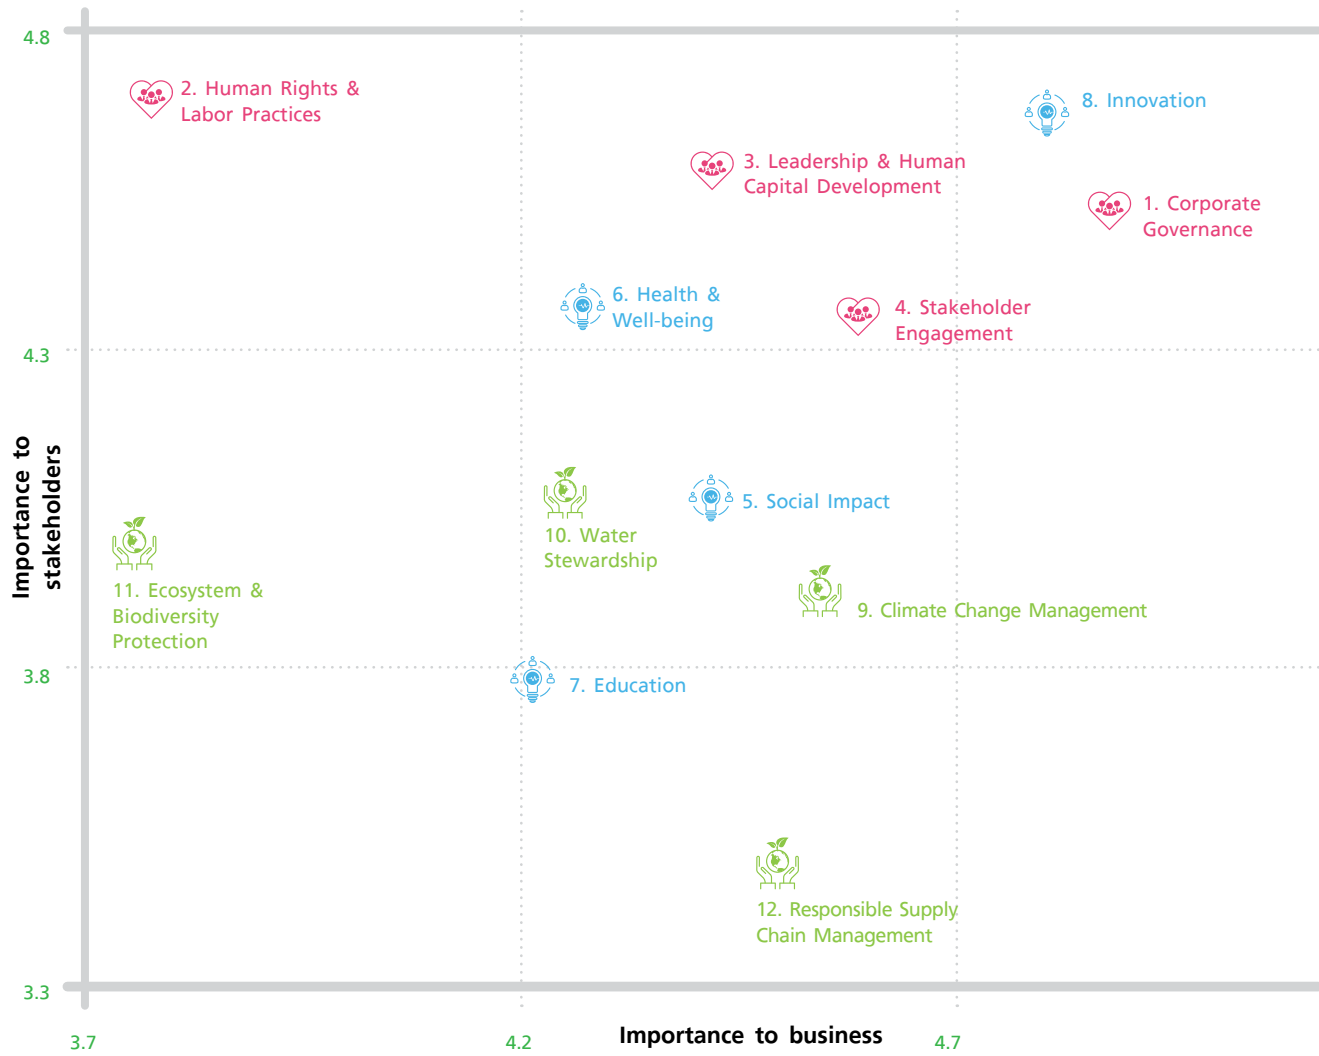 4.8
2. Human Rights &
Labor Practices
8. Innovation
3. Leadership & Human
Capital Development
1. Corporate
Governance
6. Health &
Well-being
4. Stakeholder
Engagement
4.3
Importance to
stakeholders
5. Social Impact
10. Water
Stewardship
11. Ecosystem &
Biodiversity
Protection
9. Climate Change Management
3.8
7. Education
12. Responsible Supply
Chain Management
3.3
3.7
4.2
Importance to business
4.7